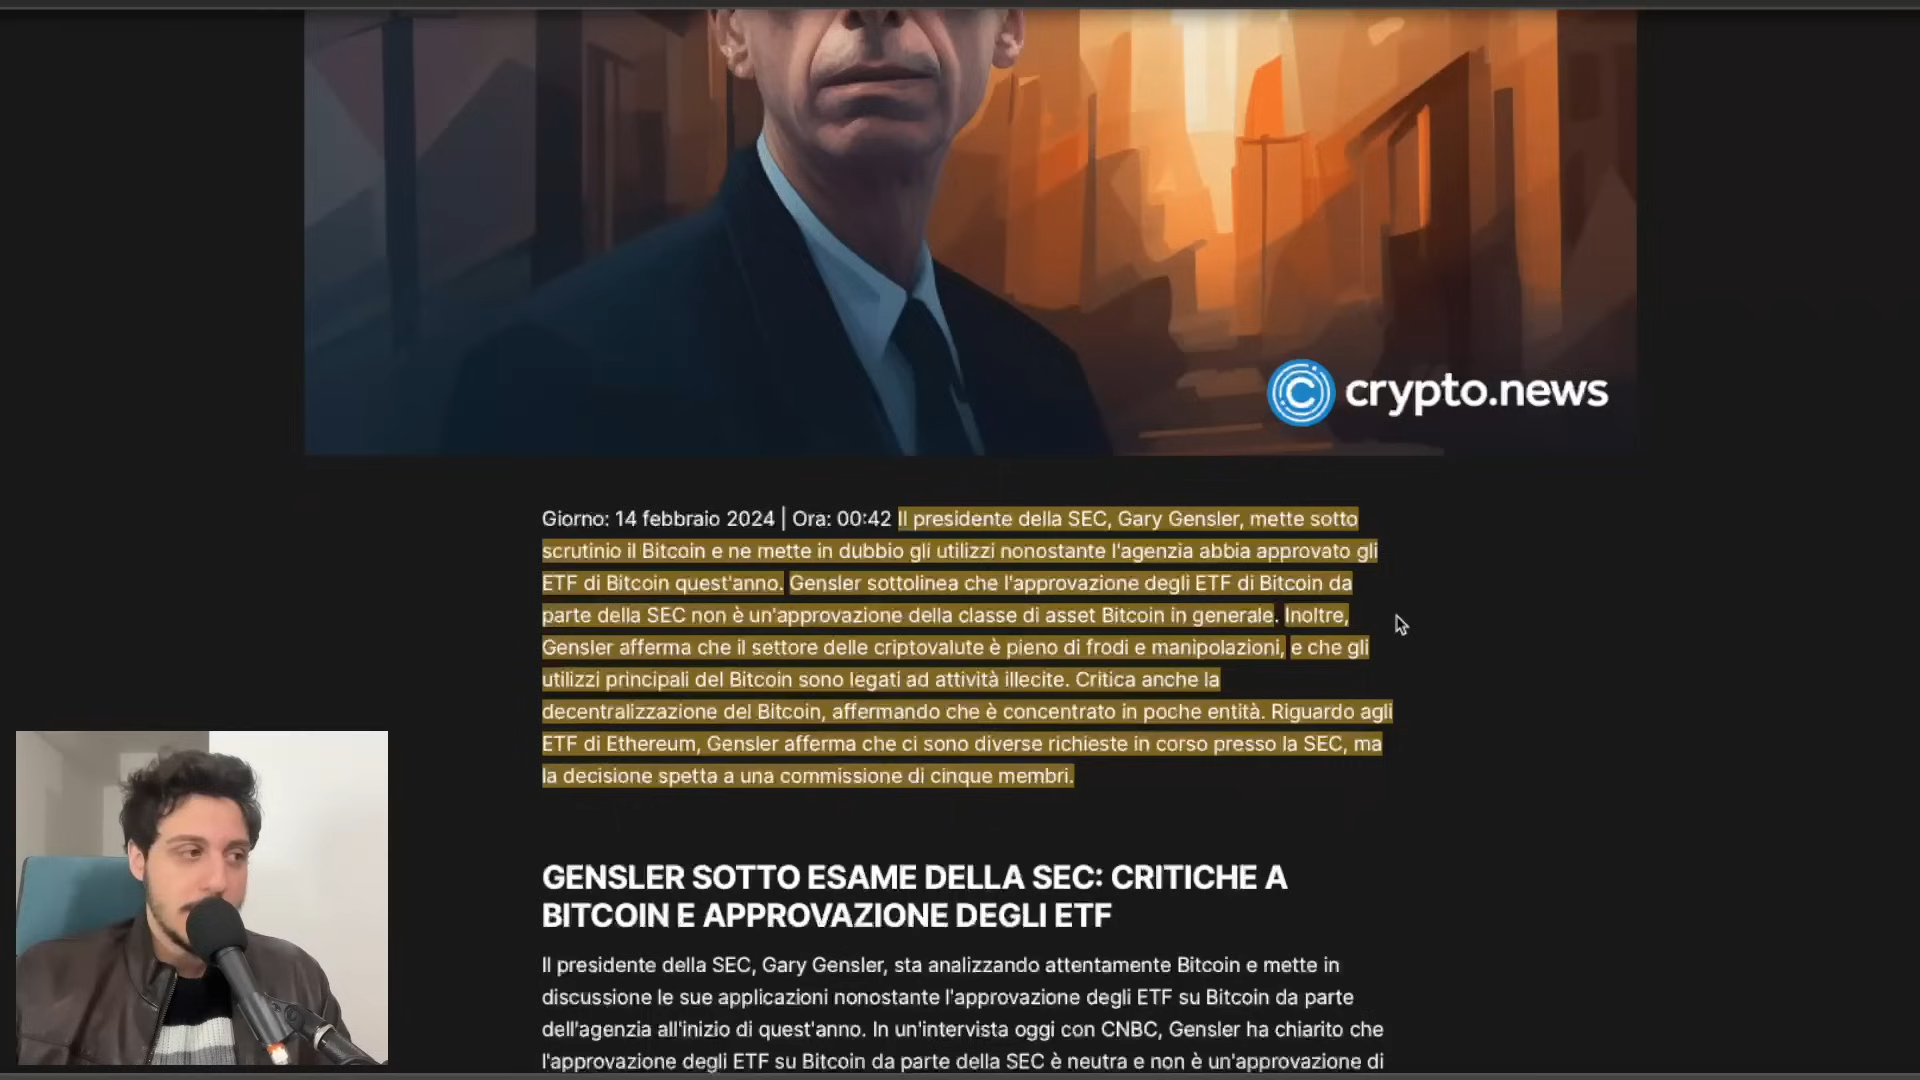 crypto.news
Giorno: 14 febbraio 2024 | Ora: 00:42 Il presidente della SEC, Gary Gensler, mette sotto
scrutinio il Bitcoin e ne mette in dubbio gli utilizzi nonostante l'agenzia abbia approvato gli
ETF di Bitcoin quest'anno. Gensler sottolinea che l'approvazione degli ETF di Bitcoin da
parte della SEC non è un'approvazione della classe di asset Bitcoin in generale. Inoltre,
Gensler afferma che il settore delle criptovalute è pieno di frodi e manipolazioni, e che gli
utilizzi principali del Bitcoin sono legati ad attività illecite. Critica anche la
decentralizzazione del Bitcoin, affermando che è concentrato in poche entità. Riguardo agli
ETF di Ethereum, Gensler afferma che ci sono diverse richieste in corso presso la SEC, ma
la decisione spetta a una commissione di cinque membri.
GENSLER SOTTO ESAME DELLA SEC: CRITICHE A
BITCOIN E APPROVAZIONE DEGLI ETF
Il presidente della SEC, Gary Gensler, sta analizzando attentamente Bitcoin e mette in
discussione le sue applicazioni nonostante l'approvazione degli ETF su Bitcoin da parte
dell'agenzia all'inizio di quest'anno. In un'intervista oggi con CNBC, Gensler ha chiarito che
l'approvazione degli ETF su Bitcoin da parte della SEC è neutra e non è un'approvazione di